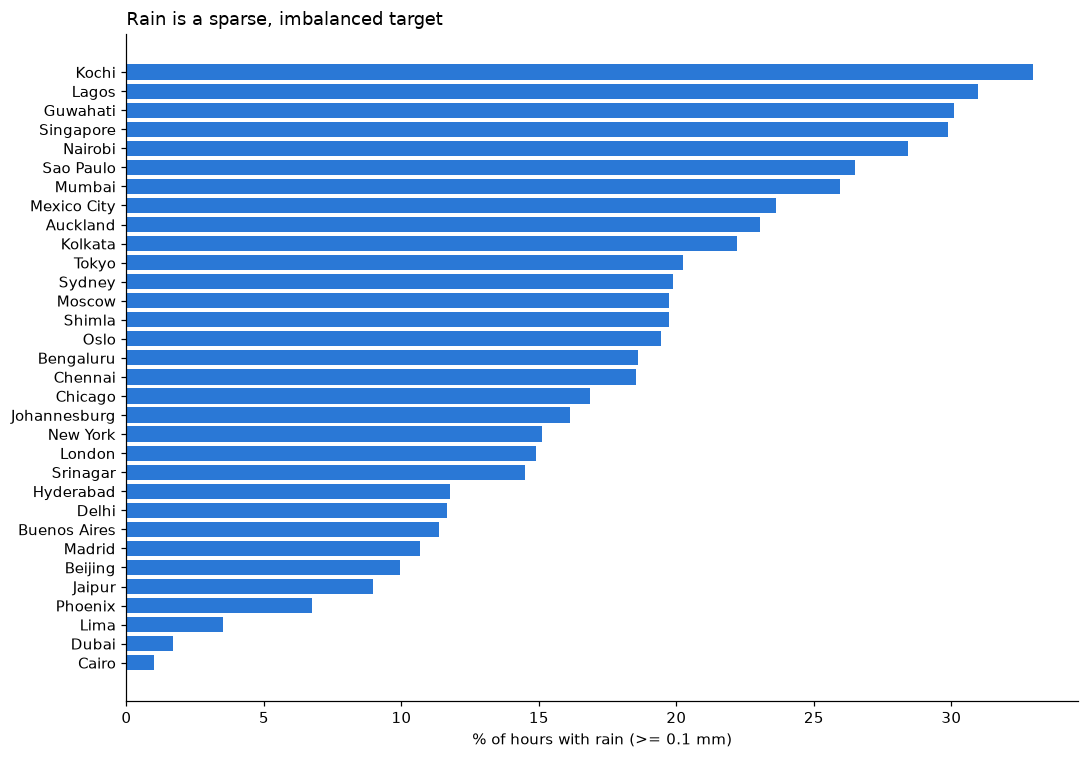 Rain is a sparse, imbalanced target
Kochi
Lagos
Guwahati
Singapore
Nairobi
Sao Paulo
Mumbai
Mexico City
Auckland
Kolkata
Tokyo
Sydney
Moscow
Shimla
Oslo
Bengaluru
Chennai
Chicago
Johannesburg
New York
London
Srinagar
Hyderabad
Delhi
Buenos Aires
Madrid
Beijing
Jaipur
Phoenix
Lima
Dubai
Cairo
0 5 10 15 20 25 30
% of hours with rain (>= 0.1 mm)